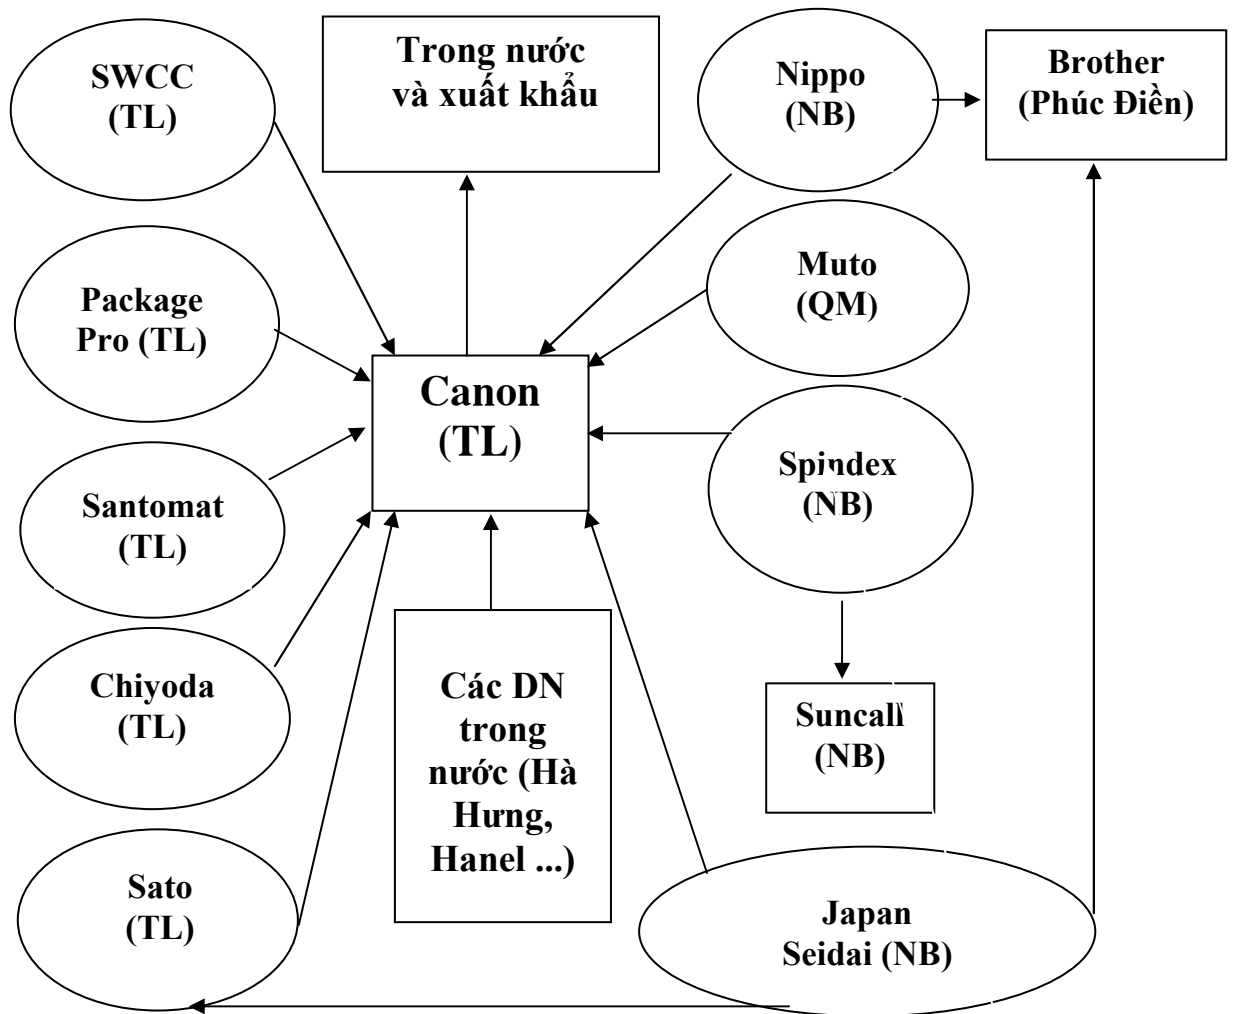 SWCC
(TL)
Trong nước
và xuất khẩu
Nippo
(NB)
Brother
(Phúc Điền)
Package
Pro (TL)
Muto
(QM)
Canon
(TL)
Santomat
(TL)
Spindex
(NB)
Chiyoda
(TL)
Các DN
trong
nước (Hà
Hưng,
Hanel ...)
Suncall
(NB)
Sato
(TL)
Japan
Seidai (NB)